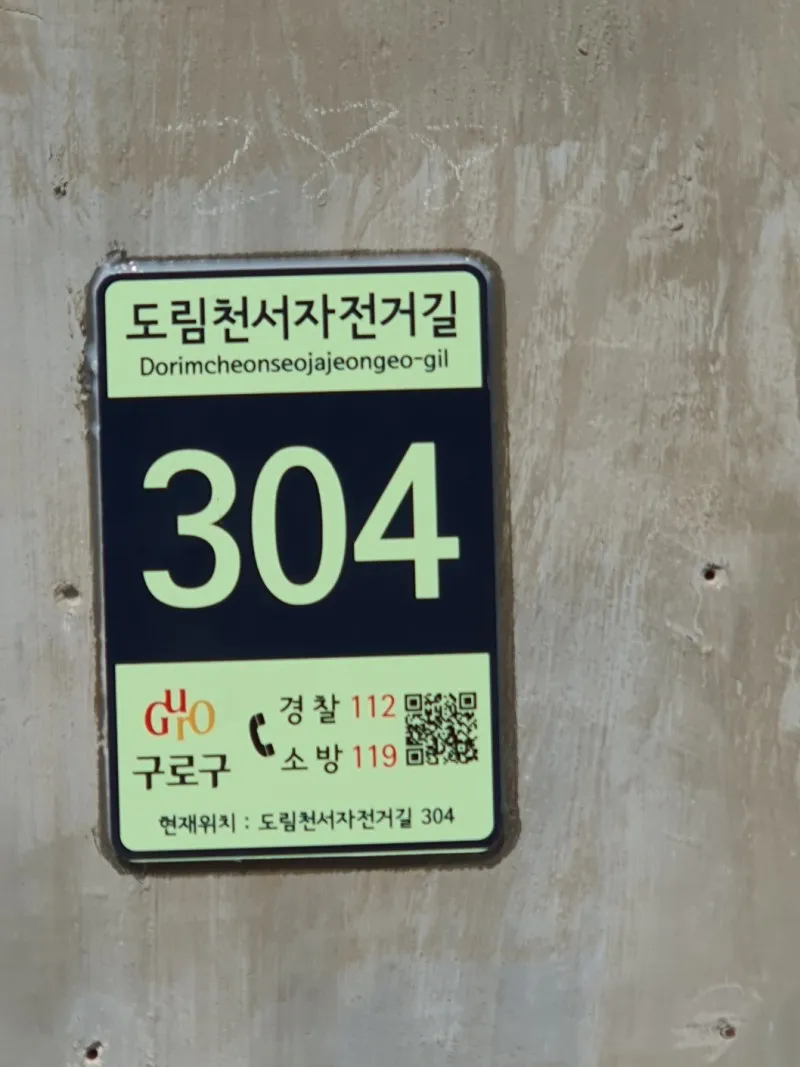 도림천서자전거길
Dorimcheonseojajeongeo-gil
304
GurO
구로구
경찰 112
소방 119
현재위치 : 도림천서자전거길 304